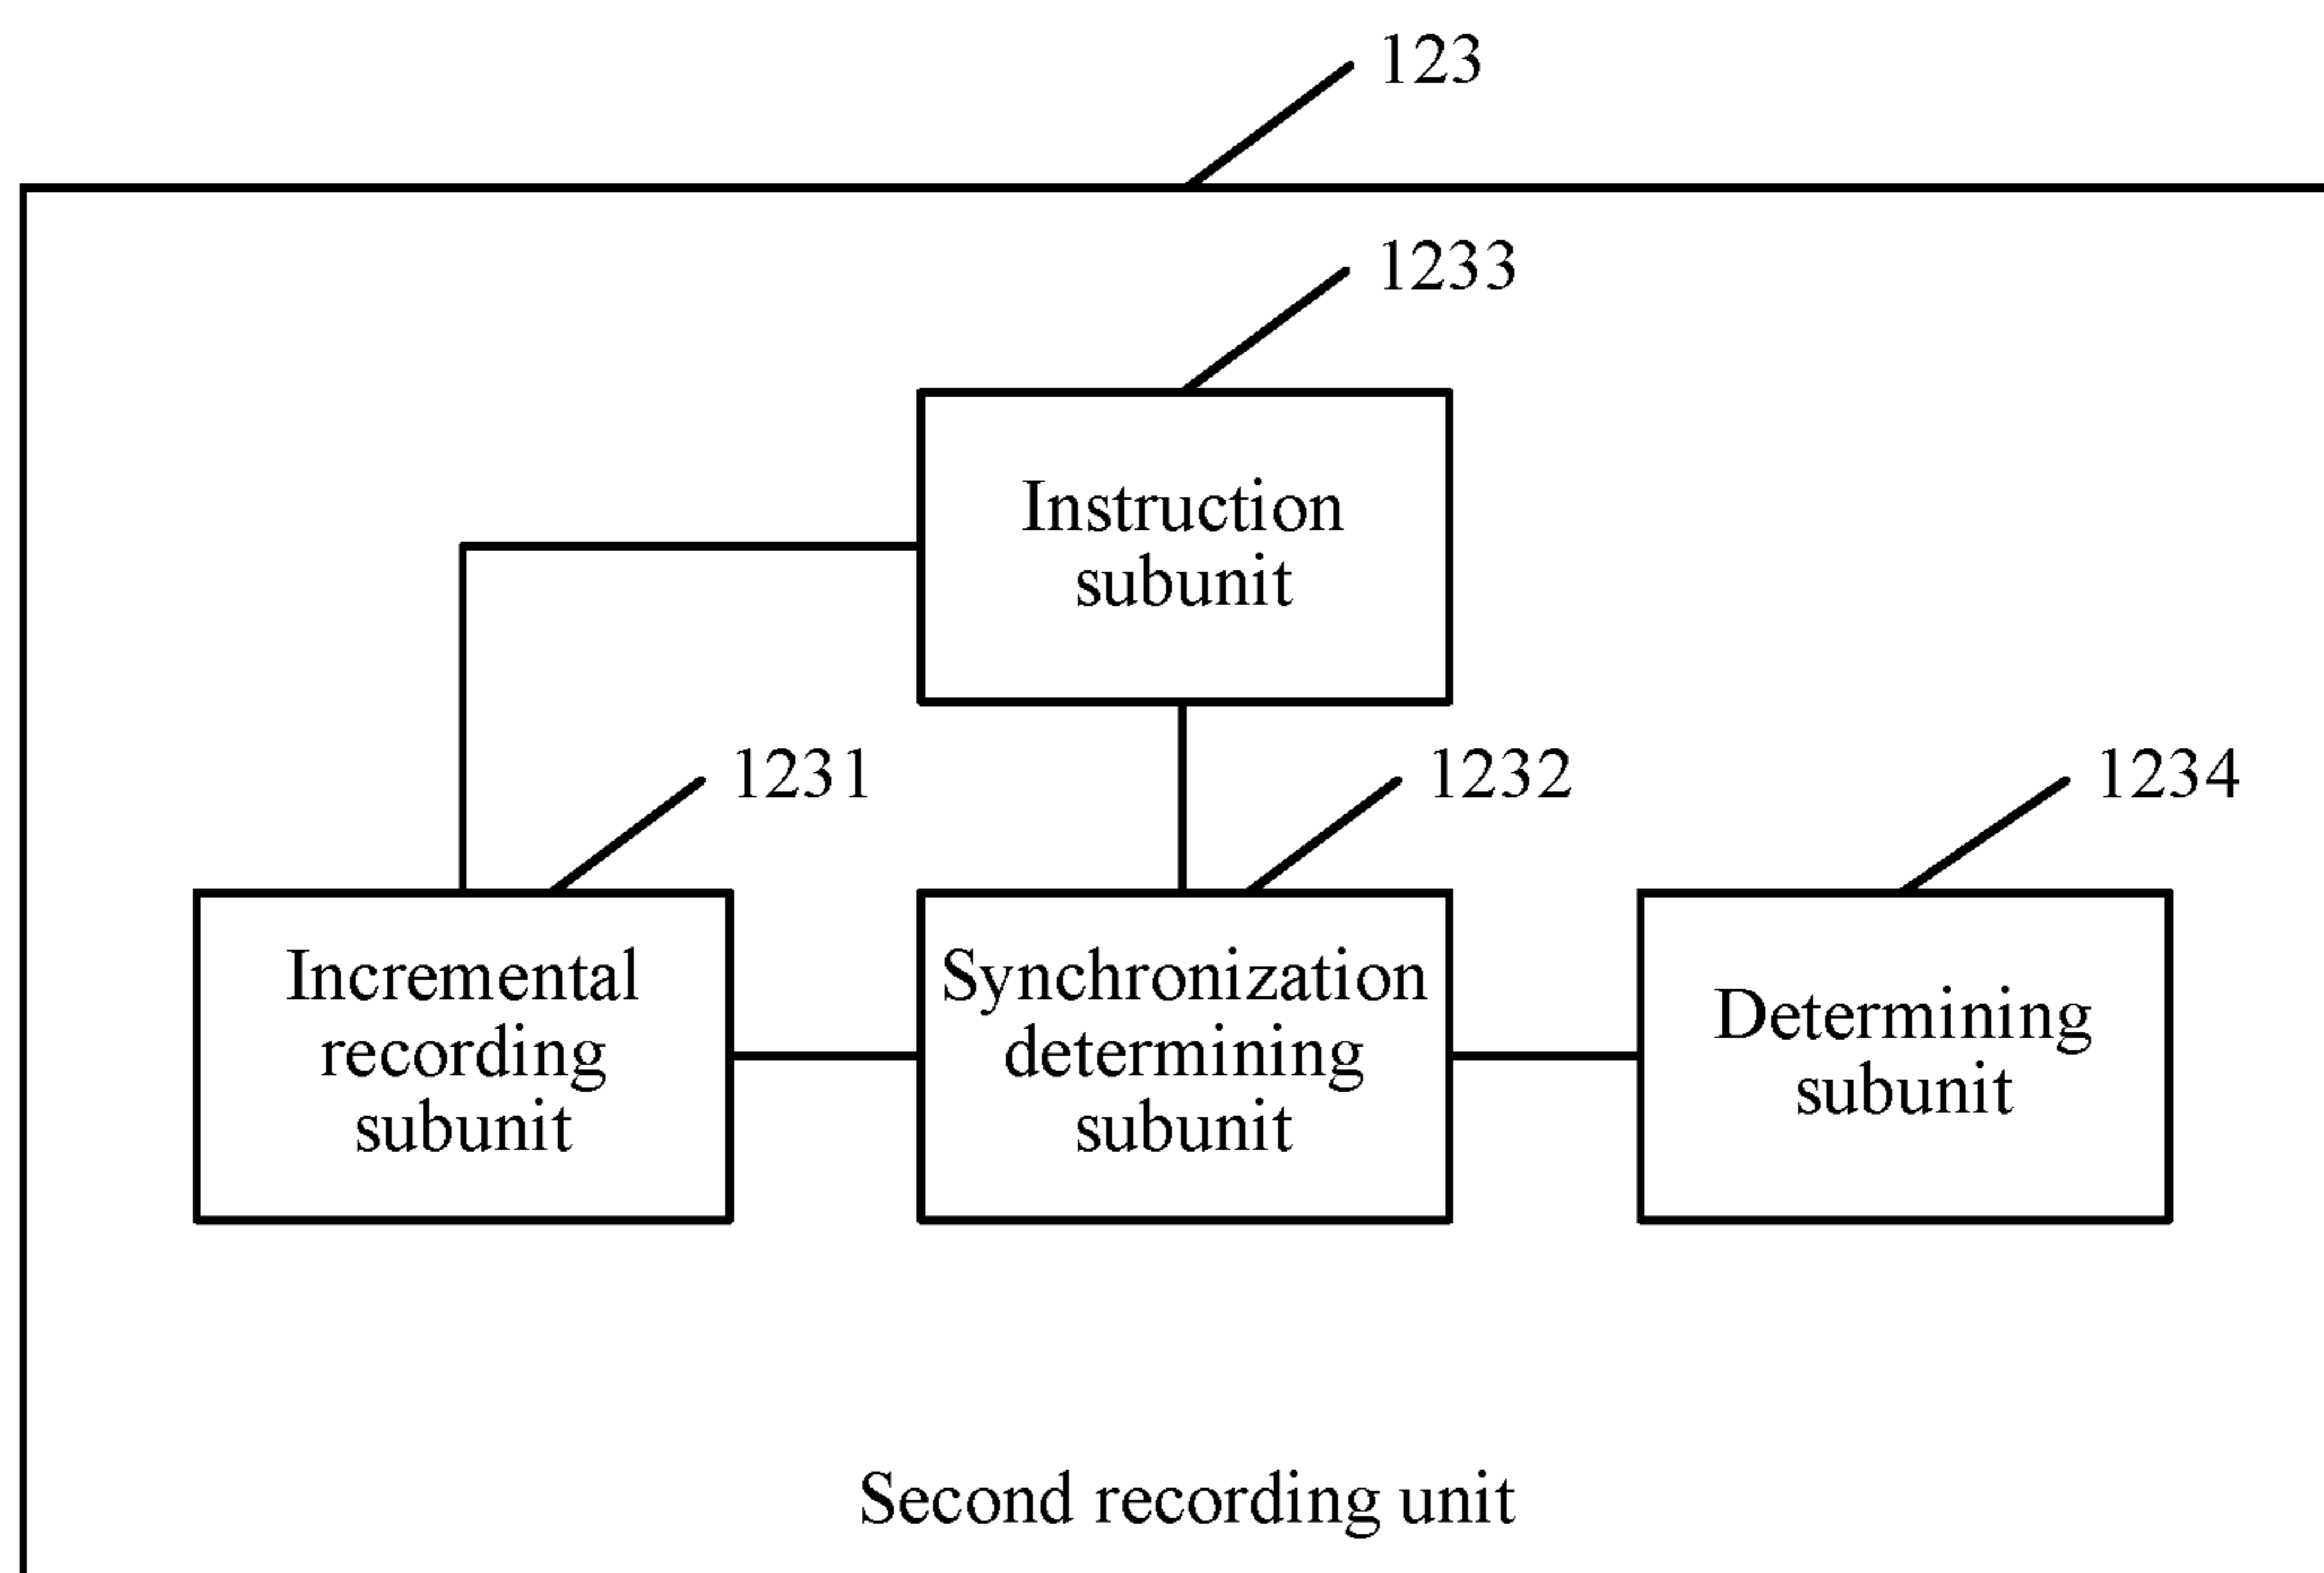 123
1233
Instruction
subunit
1231
1232
1234
Incremental
recording
subunit
Synchronization
determining
subunit
Determining
subunit
Second recording unit